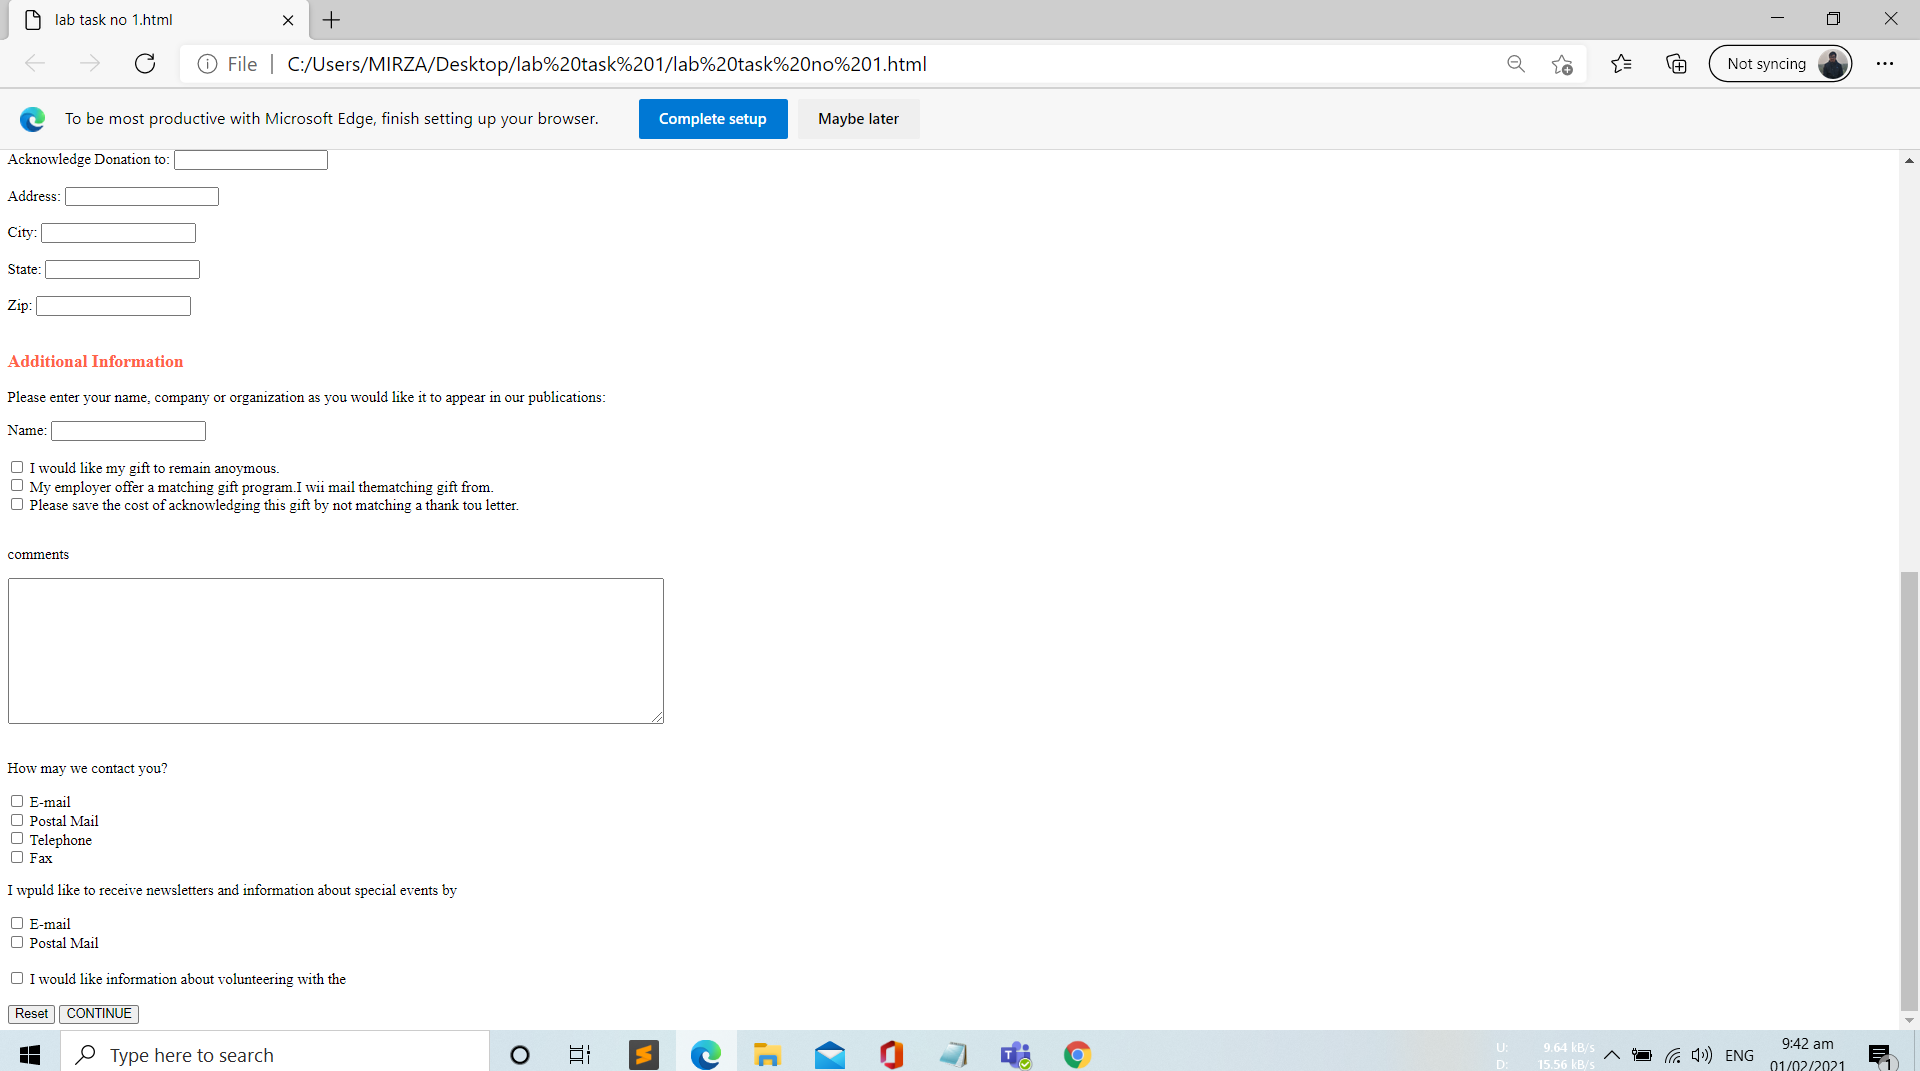 lab task no 1.html
File
C:/Users/MIRZA/Desktop/lab%20task%201/lab%20task%20no%201.html
Not syncing
To be most productive with Microsoft Edge, finish setting up your browser.
Complete setup
Maybe later
Acknowledge Donation to:
Address:
City:
State:
Zip:
Additional Information
Please enter your name, company or organization as you would like it to appear in our publications:
Name:
I would like my gift to remain anoymous.
My employer offer a matching gift program.I wii mail thematching gift from.
Please save the cost of acknowledging this gift by not matching a thank tou letter.
comments
How may we contact you?
E-mail
Postal Mail
Telephone
Fax
I wpuld like to receive newsletters and information about special events by
E-mail
Postal Mail
I would like information about volunteering with the
Reset CONTINUE
Type here to search
U: 9.64 kB/s
D: 15.56 kB/s
ENG
9:42 am
01/02/2021
1